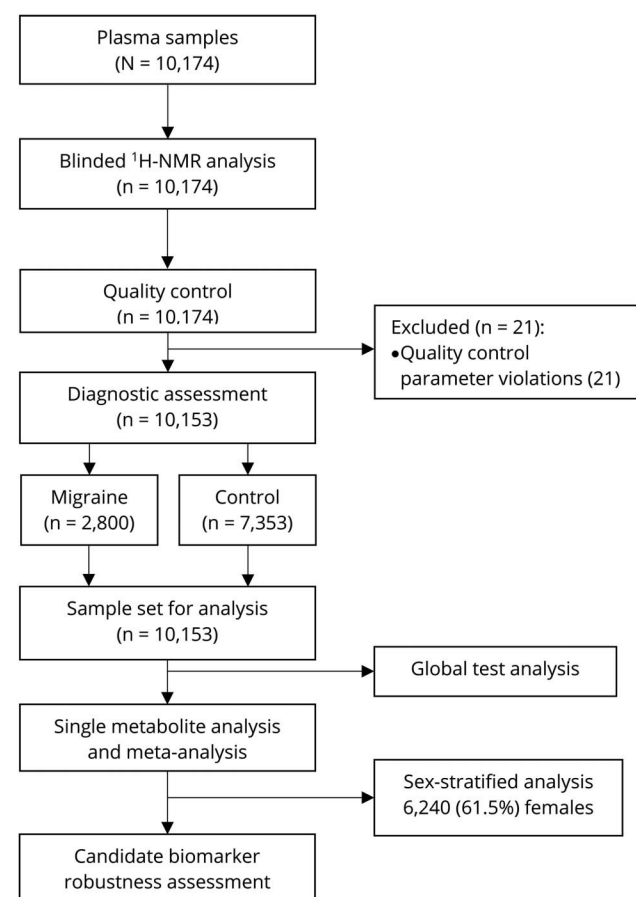 Plasma samples
(N = 10,174)
Blinded ¹H-NMR analysis
(n = 10,174)
Quality control
(n = 10,174)
Excluded (n = 21):
•Quality control
parameter violations (21)
Diagnostic assessment
(n = 10,153)
Migraine
(n = 2,800)
Control
(n = 7,353)
Sample set for analysis
(n = 10,153)
Global test analysis
Single metabolite analysis
and meta-analysis
Sex-stratified analysis
6,240 (61.5%) females
Candidate biomarker
robustness assessment